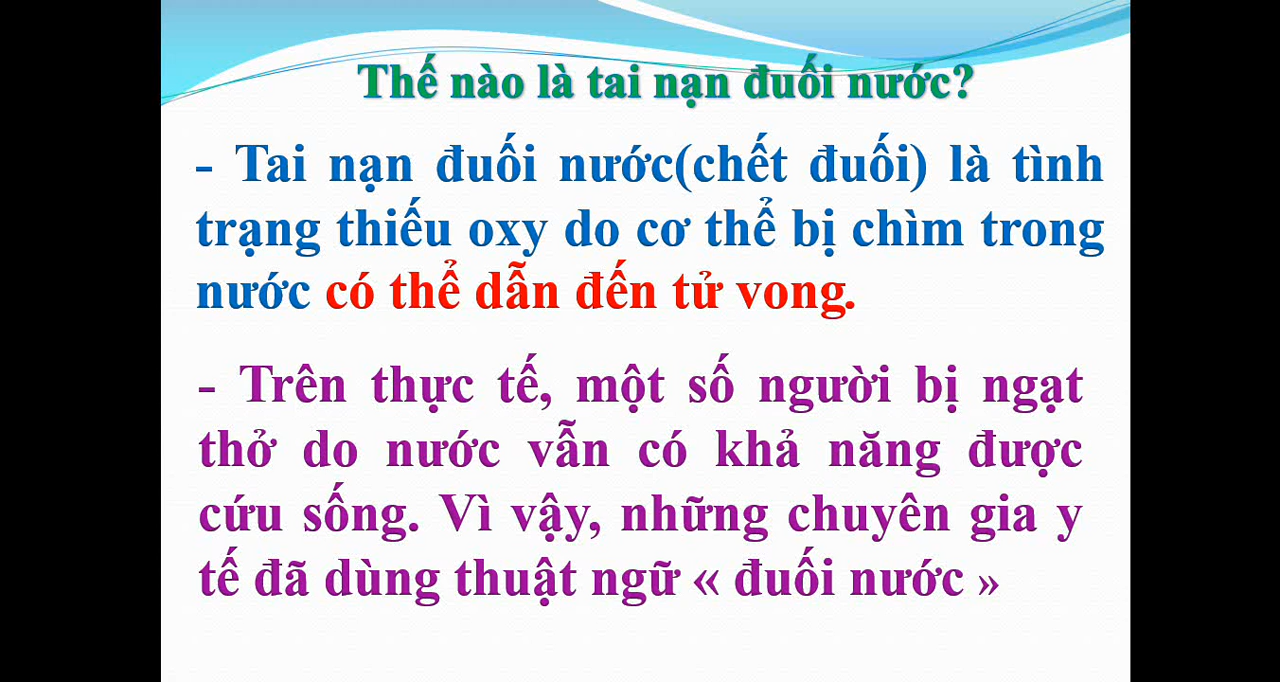 Thế nào là tai nạn đuối nước?
- Tai nạn đuối nước(chết đuối) là tình
trạng thiếu oxy do cơ thể bị chìm trong
nước có thể dẫn đến tử vong.
- Trên thực tế, một số người bị ngạt
thở do nước vẫn có khả năng được
cứu sống. Vì vậy, những chuyên gia y
tế đã dùng thuật ngữ « đuối nước »